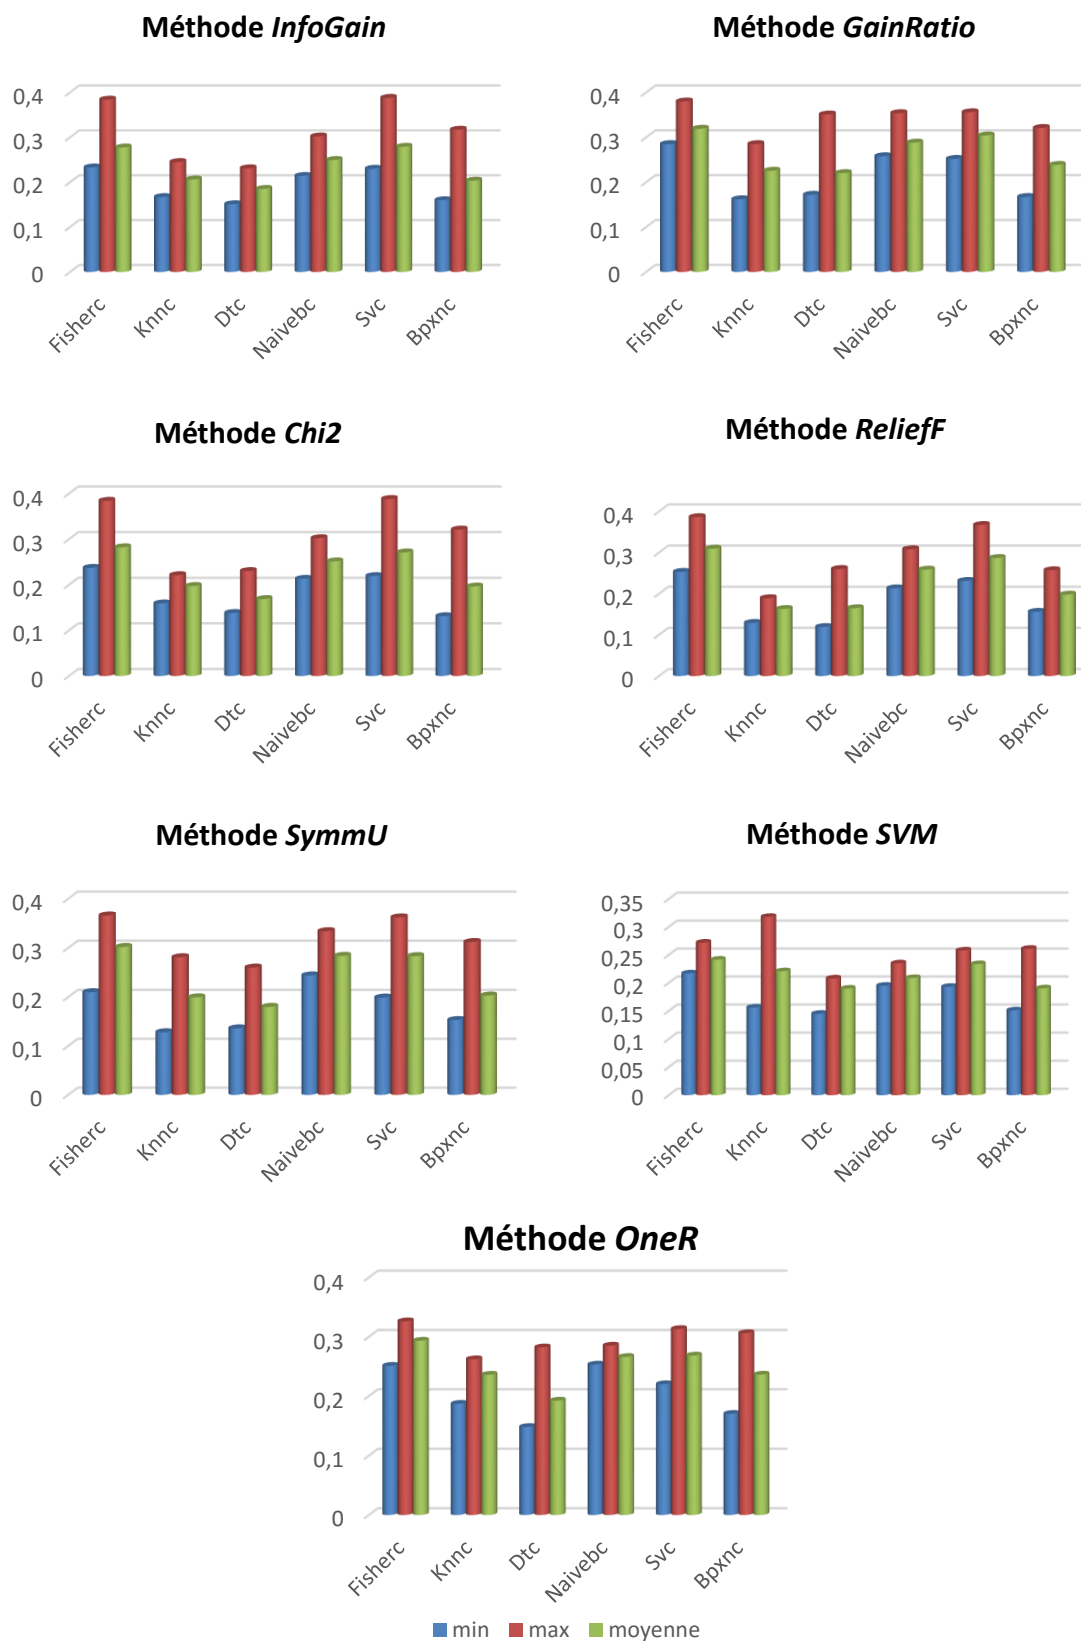 Méthode InfoGain
0,4
0,3
0,2
0,1
0
Fisherc Knnc Dtc Naivebc Svc Bpxnc
Méthode GainRatio
0,4
0,3
0,2
0,1
0
Fisherc Knnc Dtc Naivebc Svc Bpxnc
Méthode Chi2
0,4
0,3
0,2
0,1
0
Fisherc Knnc Dtc Naivebc Svc Bpxnc
Méthode ReliefF
0,4
0,3
0,2
0,1
0
Fisherc Knnc Dtc Naivebc Svc Bpxnc
Méthode SymmU
0,4
0,3
0,2
0,1
0
Fisherc Knnc Dtc Naivebc Svc Bpxnc
Méthode SVM
0,35
0,3
0,25
0,2
0,15
0,1
0,05
0
Fisherc Knnc Dtc Naivebc Svc Bpxnc
Méthode OneR
0,4
0,3
0,2
0,1
0
Fisherc Knnc Dtc Naivebc Svc Bpxnc
min max moyenne